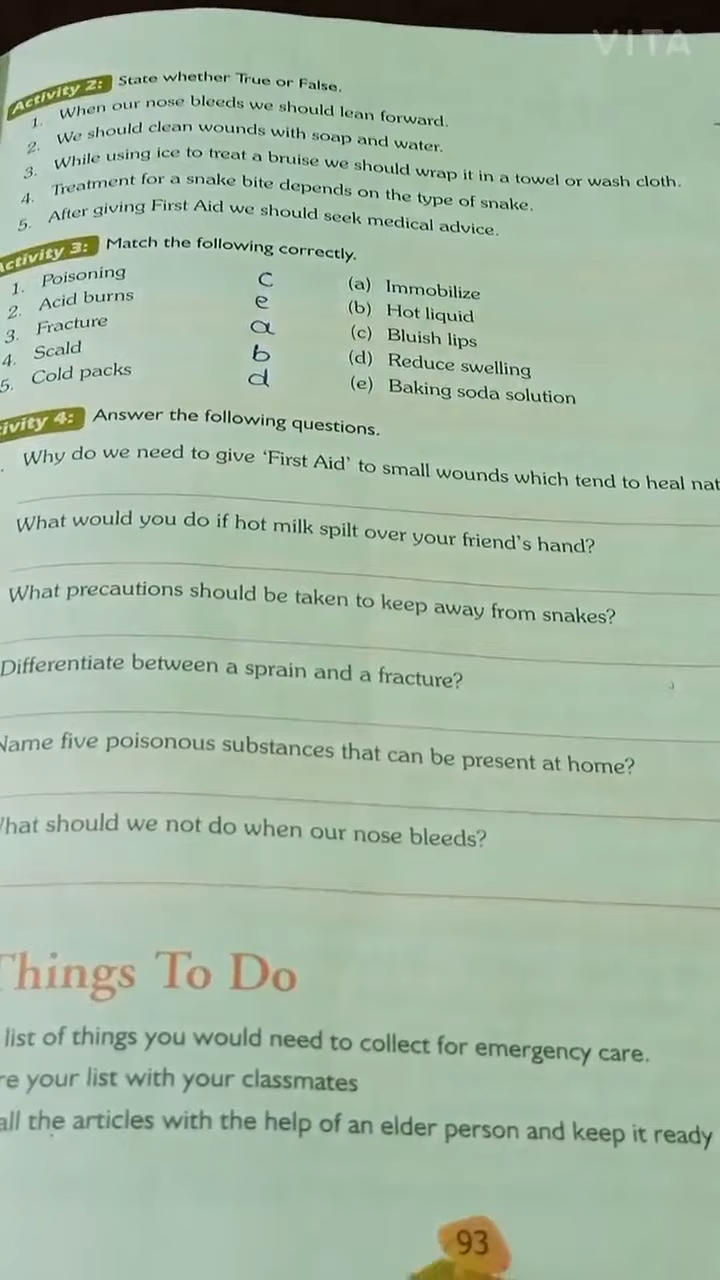 VITA
Activity 2: State whether True or False.
1. When our nose bleeds we should lean forward.
2. We should clean wounds with soap and water.
3. While using ice to treat a bruise we should wrap it in a towel or wash cloth.
4. Treatment for a snake bite depends on the type of snake.
5. After giving First Aid we should seek medical advice.
Activity 3: Match the following correctly.
1. Poisoning c (a) Immobilize
2. Acid burns e (b) Hot liquid
3. Fracture a (c) Bluish lips
4. Scald b (d) Reduce swelling
5. Cold packs d (e) Baking soda solution
ivity 4: Answer the following questions.
Why do we need to give ‘First Aid’ to small wounds which tend to heal nat
What would you do if hot milk spilt over your friend's hand?
What precautions should be taken to keep away from snakes?
Differentiate between a sprain and a fracture?
Name five poisonous substances that can be present at home?
hat should we not do when our nose bleeds?
Things To Do
list of things you would need to collect for emergency care.
re your list with your classmates
all the articles with the help of an elder person and keep it ready
93